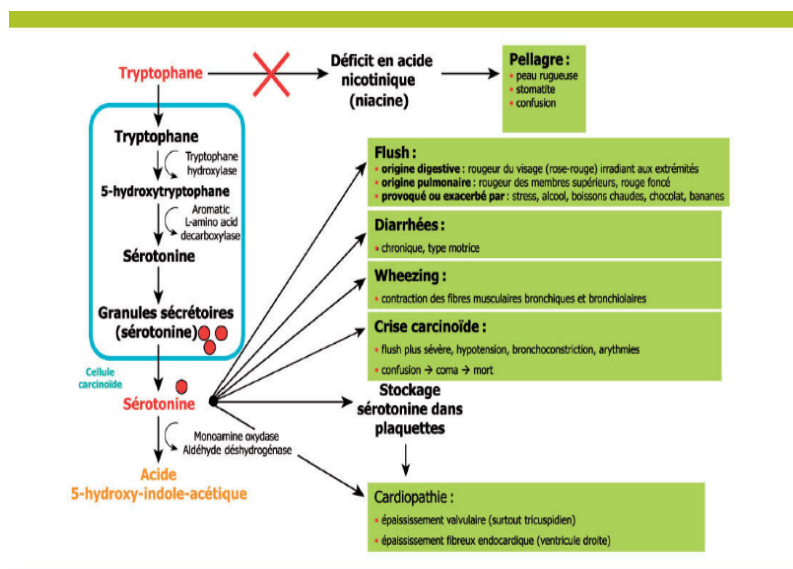 Tryptophane
Déficit en acide
nicotinique
(niacine)
Pellagre :
• peau rugueuse
• stomatite
• confusion
Tryptophane
Tryptophane
hydroxylase
5-hydroxytryptophane
Aromatic
L-amino acid
decarboxylase
Sérotonine
Granules sécrétoires
(sérotonine)
Cellule
carcinoïde
Sérotonine
Monoamine oxydase
Aldéhyde déshydrogénase
Acide
5-hydroxy-indole-acétique
Flush :
• origine digestive : rougeur du visage (rose-rouge) irradiant aux extrémités
• origine pulmonaire : rougeur des membres supérieurs, rouge foncé
• provoqué ou exacerbé par : stress, alcool, boissons chaudes, chocolat, bananes
Diarrhées :
• chronique, type motrice
Wheezing :
• contraction des fibres musculaires bronchiques et bronchiolaires
Crise carcinoïde :
• flush plus sévère, hypotension, bronchoconstriction, arythmies
• confusion → coma → mort
Stockage
sérotonine dans
plaquettes
Cardiopathie :
• épaississement valvulaire (surtout tricuspidien)
• épaississement fibreux endocardique (ventricule droite)